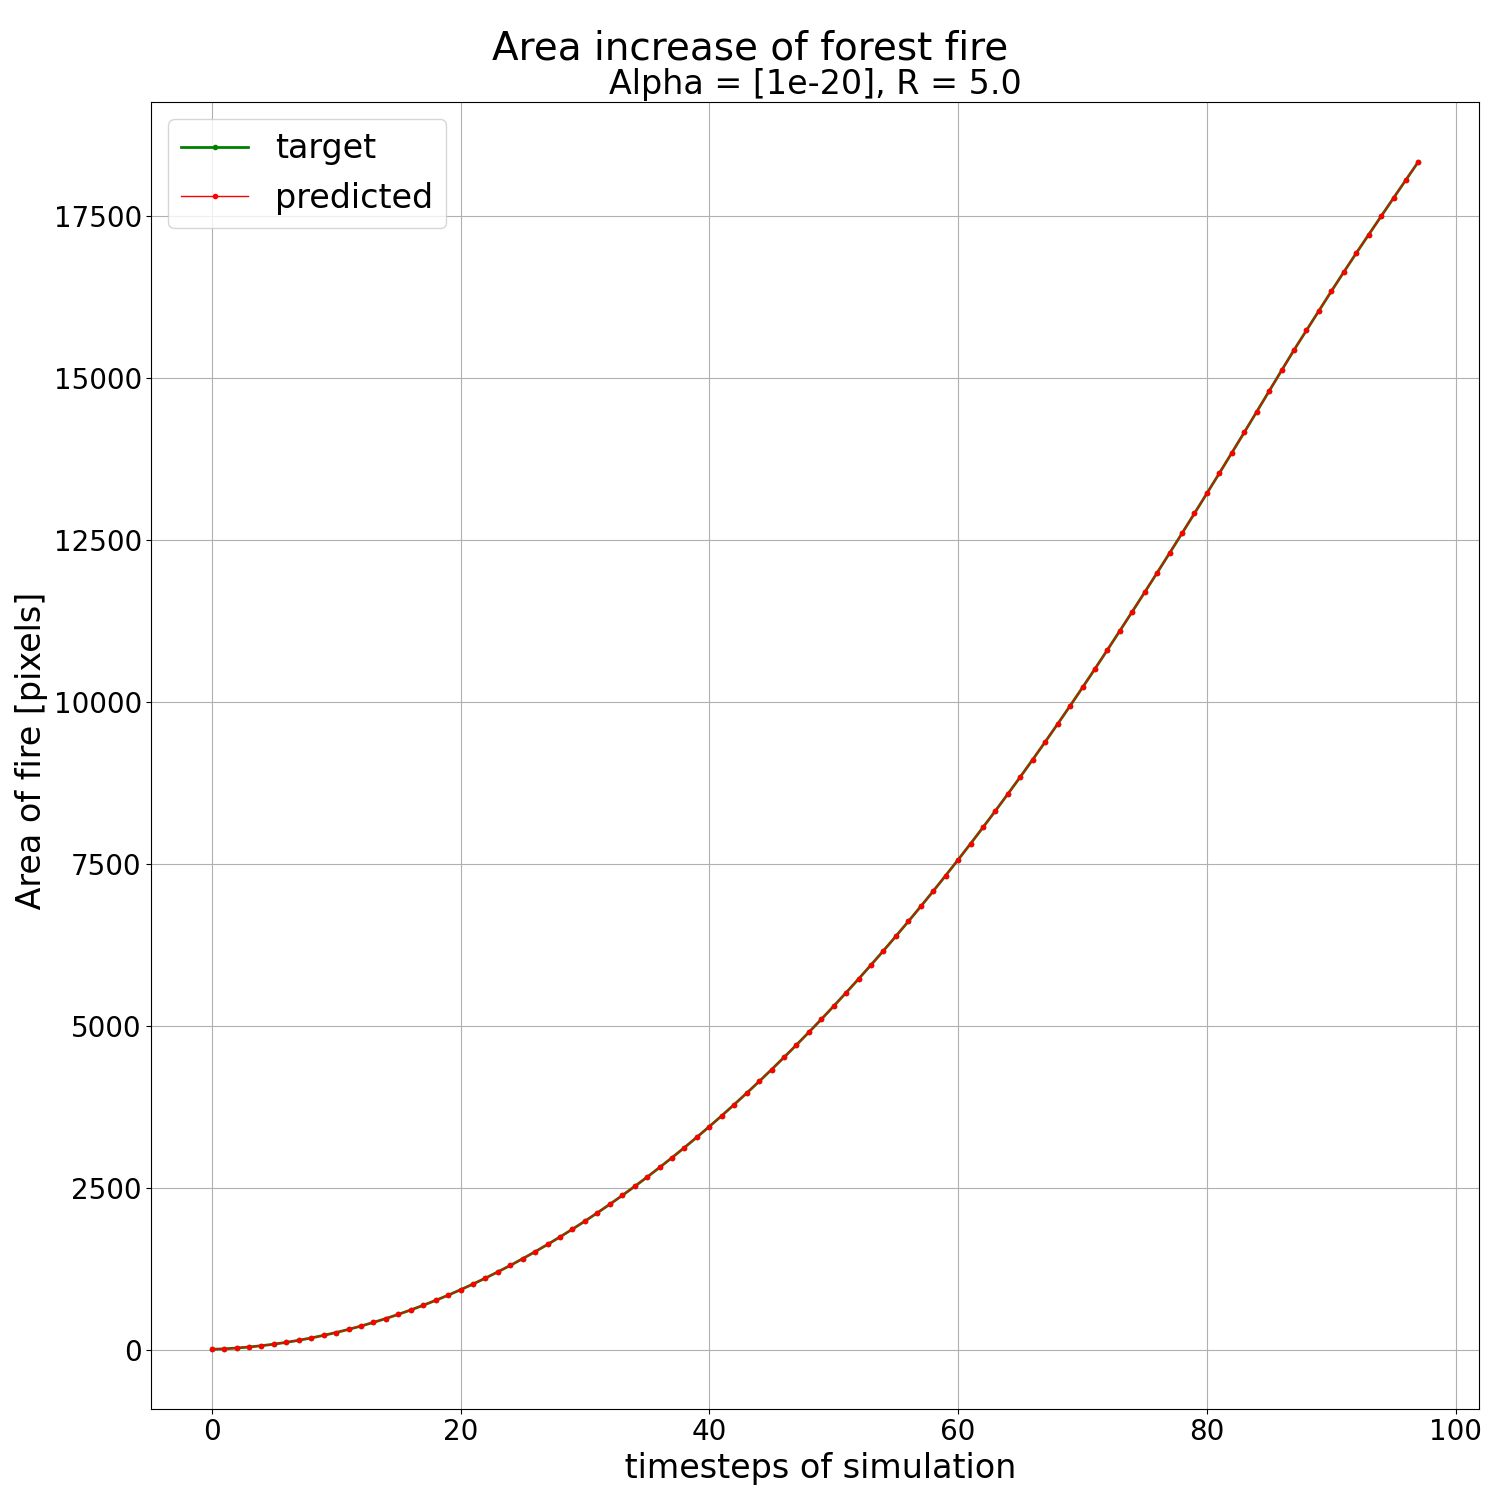 Area increase of forest fire
Alpha = [1e-20], R = 5.0
target
predicted
17500
15000
12500
10000
7500
5000
2500
0
Area of fire [pixels]
0 20 40 60 80 100
timesteps of simulation